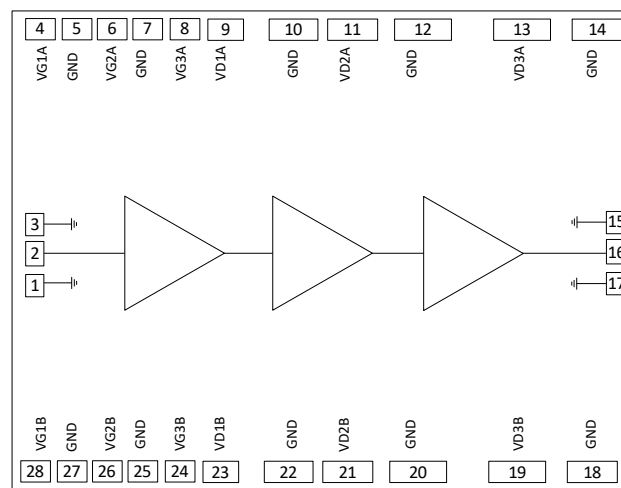 4 5 6 7 8 9 10 11 12 13 14
VG1A GND VG2A GND VG3A VD1A GND VD2A GND VD3A GND
3 15
2 16
1 17
VG1B GND VG2B GND VG3B VD1B GND VD2B GND VD3B GND
28 27 26 25 24 23 22 21 20 19 18